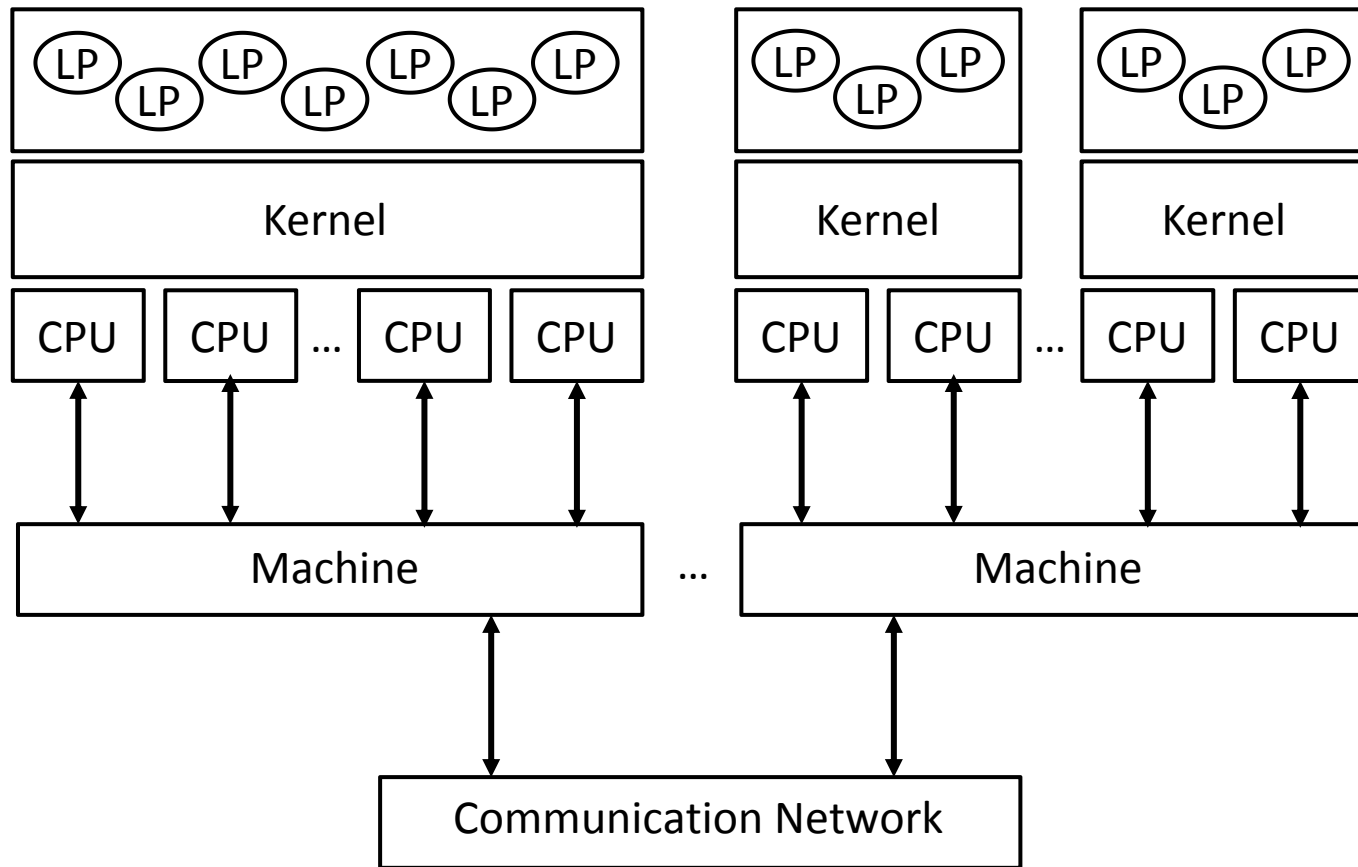 LP LP LP LP LP LP LP LP LP LP LP LP LP
Kernel Kernel Kernel
CPU CPU ... CPU CPU CPU CPU ... CPU CPU
Machine ... Machine
Communication Network